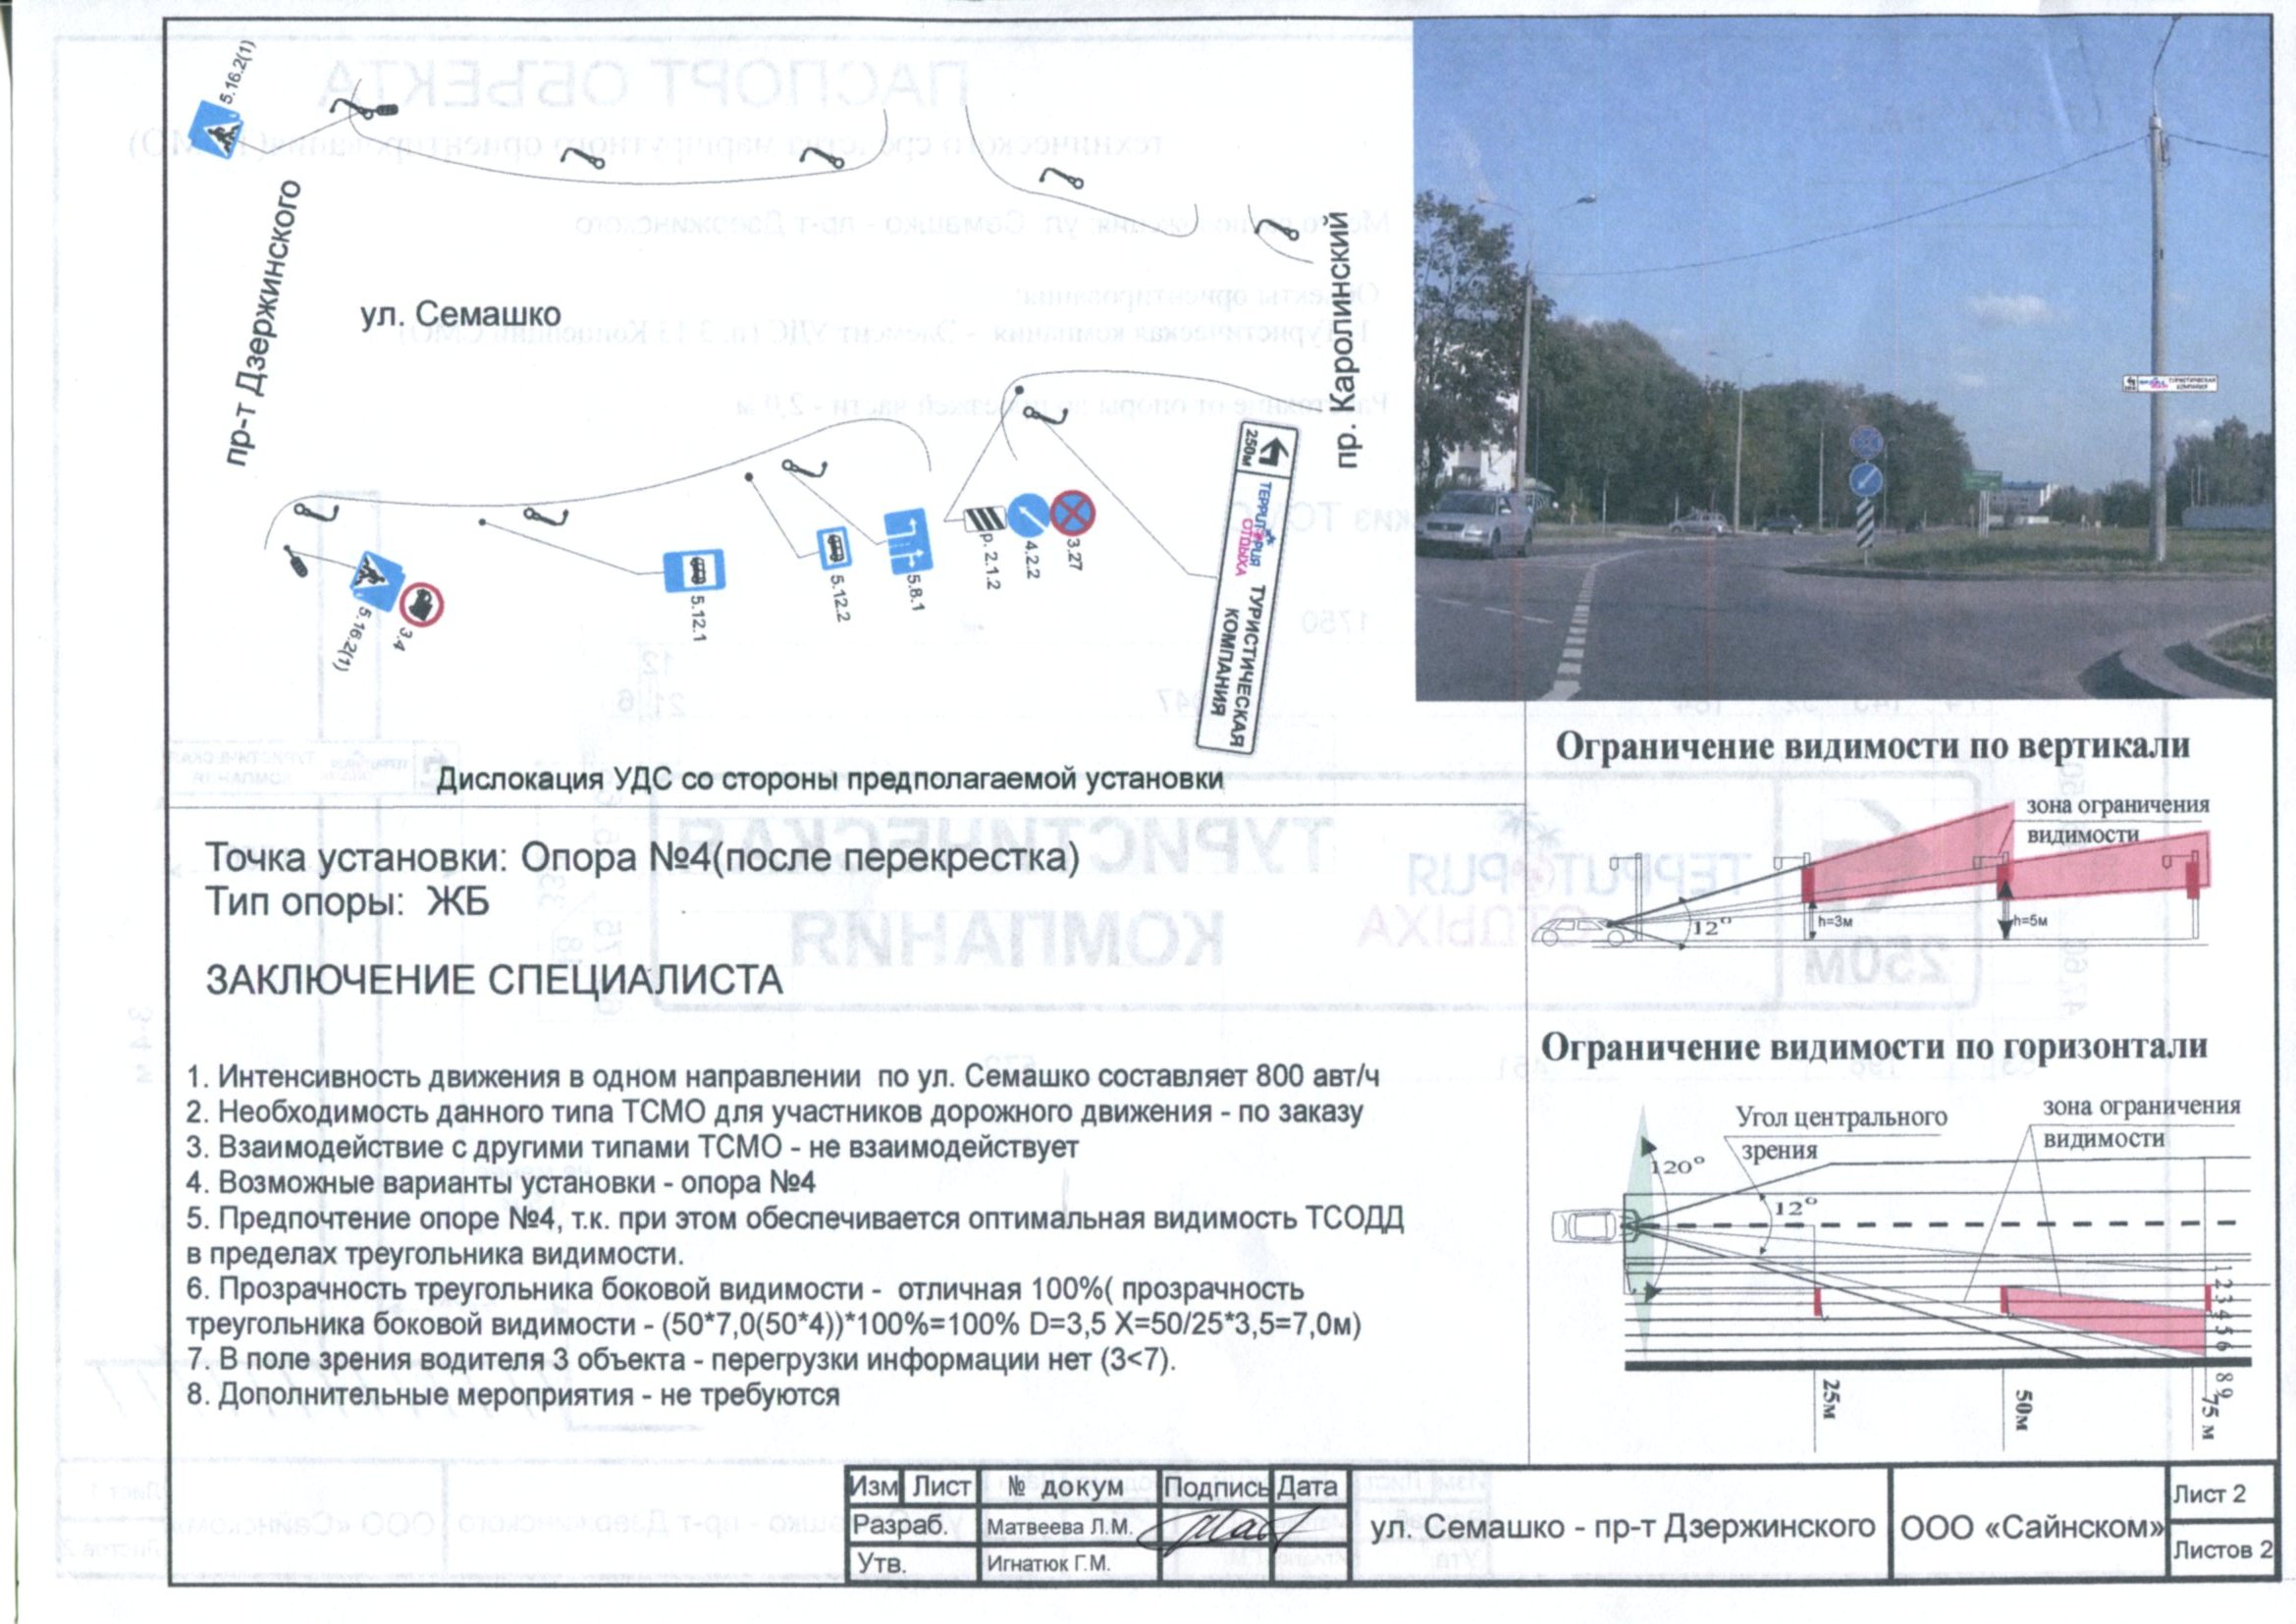 5.16.2(1)
пр-т Дзержинского
ул. Семашко
пр. Каролинский
5.16.2(1)
3.4
5.12.1
5.12.2
5.8.1
р. 2.1.2
4.2.2
3.27
250м
ТЕРРИТОРИЯ
ОТДЫХА
ТУРИСТИЧЕСКАЯ
КОМПАНИЯ
Дислокация УДС со стороны предполагаемой установки
Точка установки: Опора №4(после перекрестка)
Тип опоры: ЖБ
ЗАКЛЮЧЕНИЕ СПЕЦИАЛИСТА
1. Интенсивность движения в одном направлении по ул. Семашко составляет 800 авт/ч
2. Необходимость данного типа ТСМО для участников дорожного движения - по заказу
3. Взаимодействие с другими типами ТСМО - не взаимодействует
4. Возможные варианты установки - опора №4
5. Предпочтение опоре №4, т.к. при этом обеспечивается оптимальная видимость ТСОДД
в пределах треугольника видимости.
6. Прозрачность треугольника боковой видимости - отличная 100%( прозрачность
треугольника боковой видимости - (50*7,0(50*4))*100%=100% D=3,5 X=50/25*3,5=7,0м)
7. В поле зрения водителя 3 объекта - перегрузки информации нет (3<7).
8. Дополнительные мероприятия - не требуются
ТУРИСТИЧЕСКАЯ
КОМПАНИЯ
Ограничение видимости по вертикали
зона ограничения
видимости
12°
h=3м
h=5м
Ограничение видимости по горизонтали
Угол центрального
зрения
зона ограничения
видимости
120°
12°
1 2 3 4 5 6
8 9
25м
50м
75 м
Изм Лист № докум Подпись Дата
Разраб. Матвеева Л.М.
Утв. Игнатюк Г.М.
ул. Семашко - пр-т Дзержинского
ООО «Сайнском»
Лист 2
Листов 2